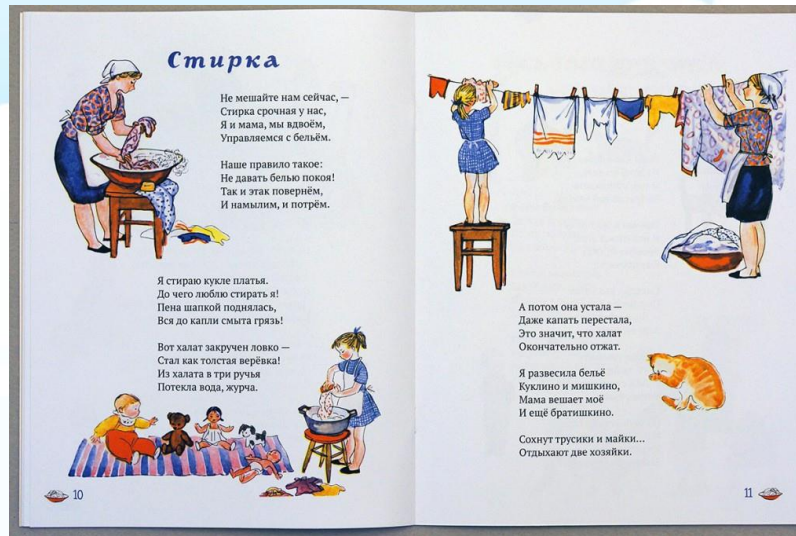 Стирка
Не мешайте нам сейчас, —
Стирка срочная у нас,
Я и мама, мы вдвоём,
Управляемся с бельём.
Наше правило такое:
Не давать белью покоя!
Так и этак повернём,
И намылим, и потрём.
Я стираю кукле платья.
До чего люблю стирать я!
Пена шапкой поднялась,
Вся до капли смыта грязь!
Вот халат закручен ловко —
Стал как толстая верёвка!
Из халата в три ручья
Потекла вода, журча.
10
А потом она устала —
Даже капать перестала,
Это значит, что халат
Окончательно отжат.
Я развесила бельё
Куклино и мишкино,
Мама вешает моё
И ещё братишкино.
Сохнут трусики и майки...
Отдыхают две хозяйки.
11